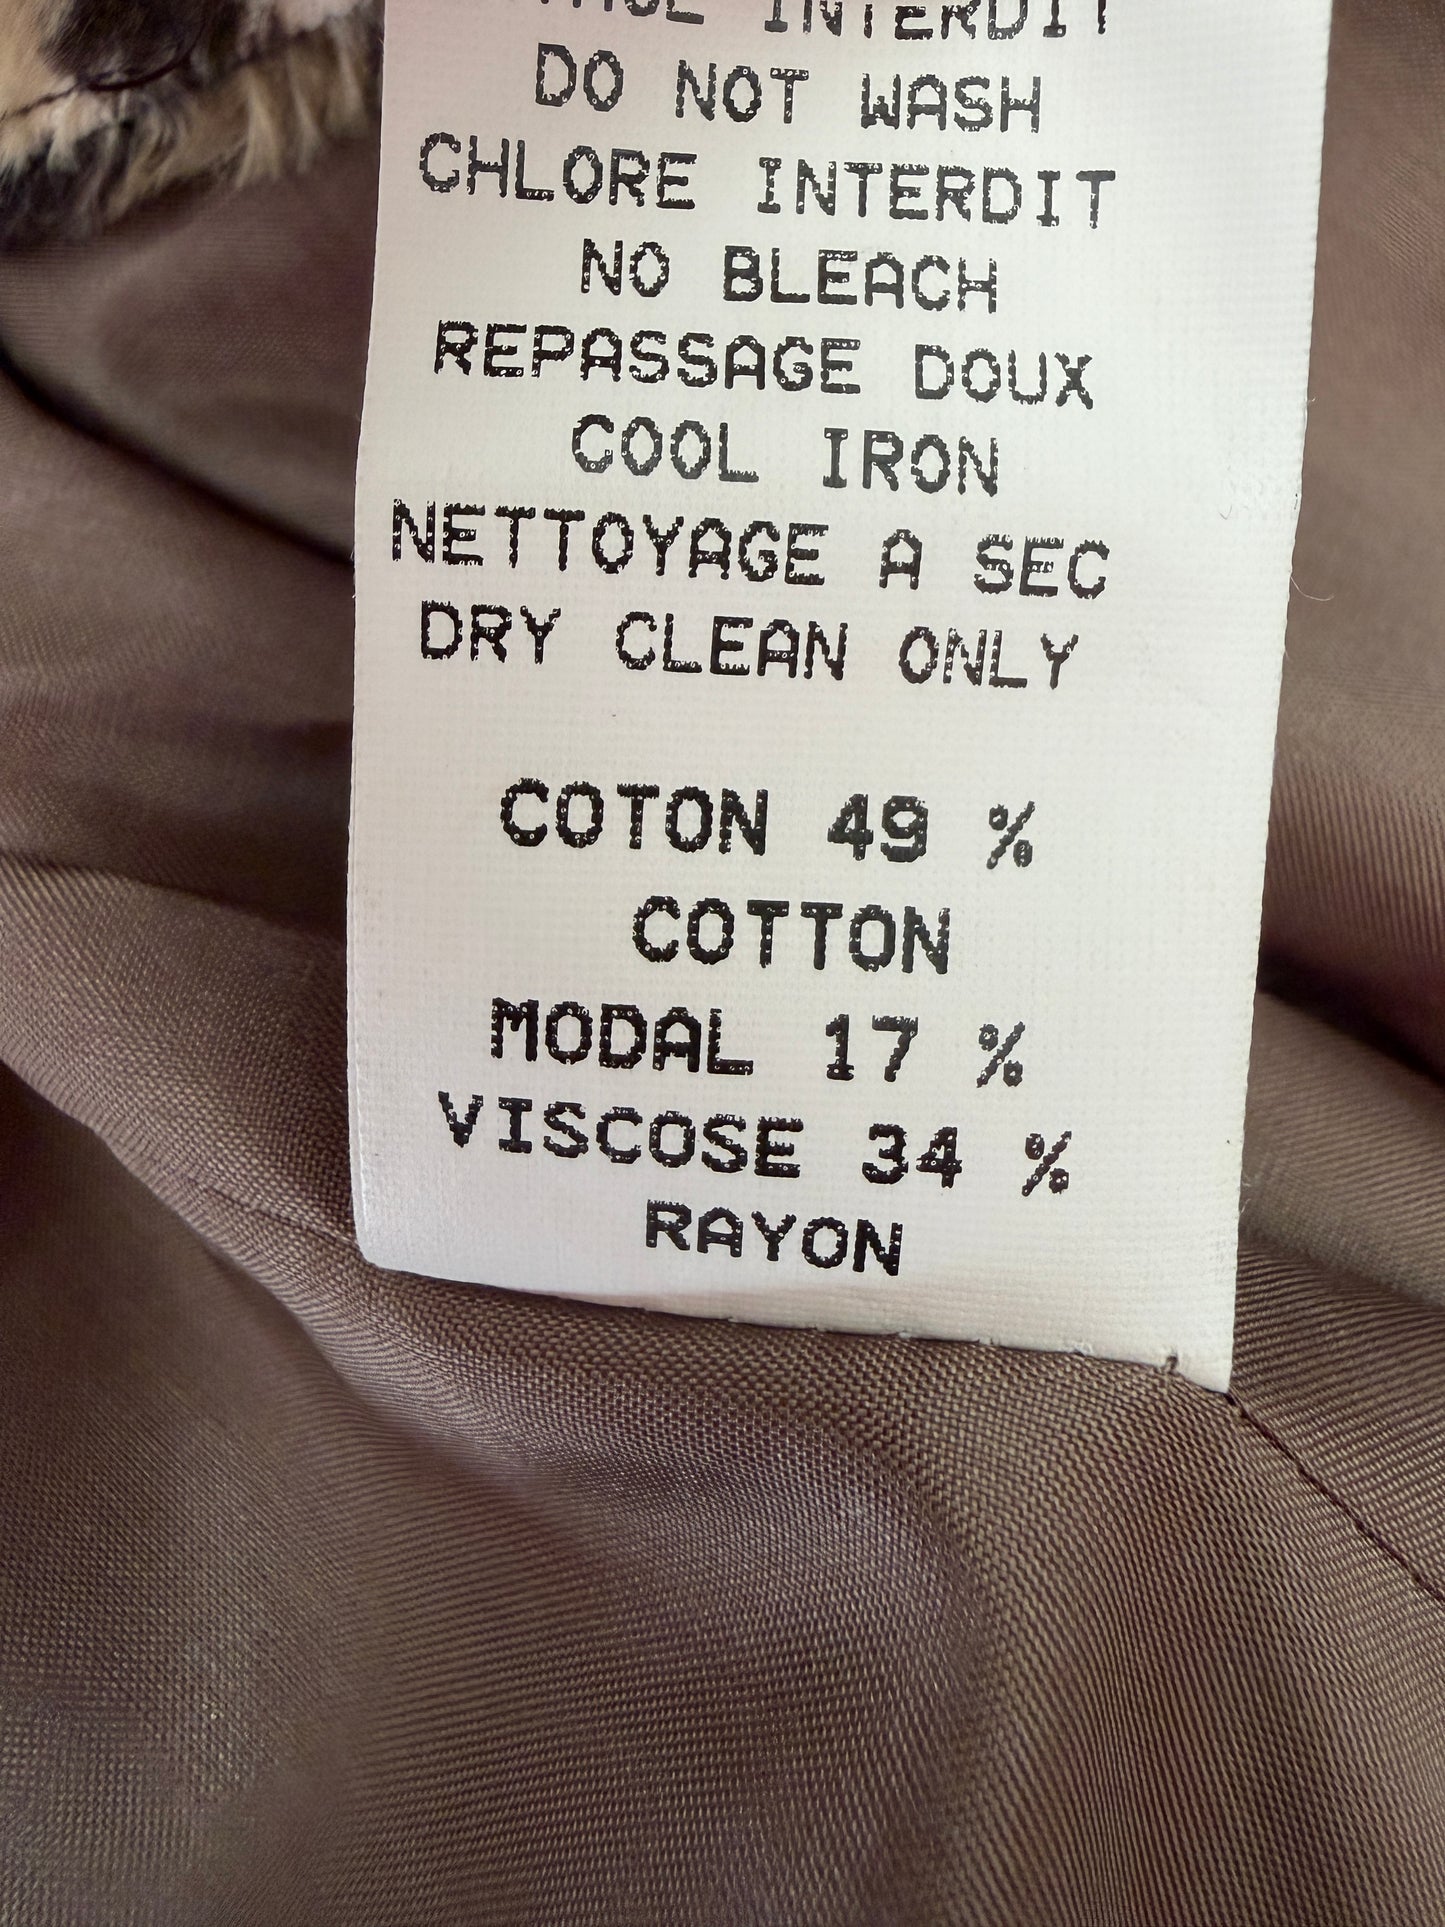 INTERDIT
DO NOT WASH
CHLORE INTERDIT
NO BLEACH
REPASSAGE DOUX
COOL IRON
NETTOYAGE A SEC
DRY CLEAN ONLY
COTON 49 %
COTTON
MODAL 17 %
VISCOSE 34 %
RAYON